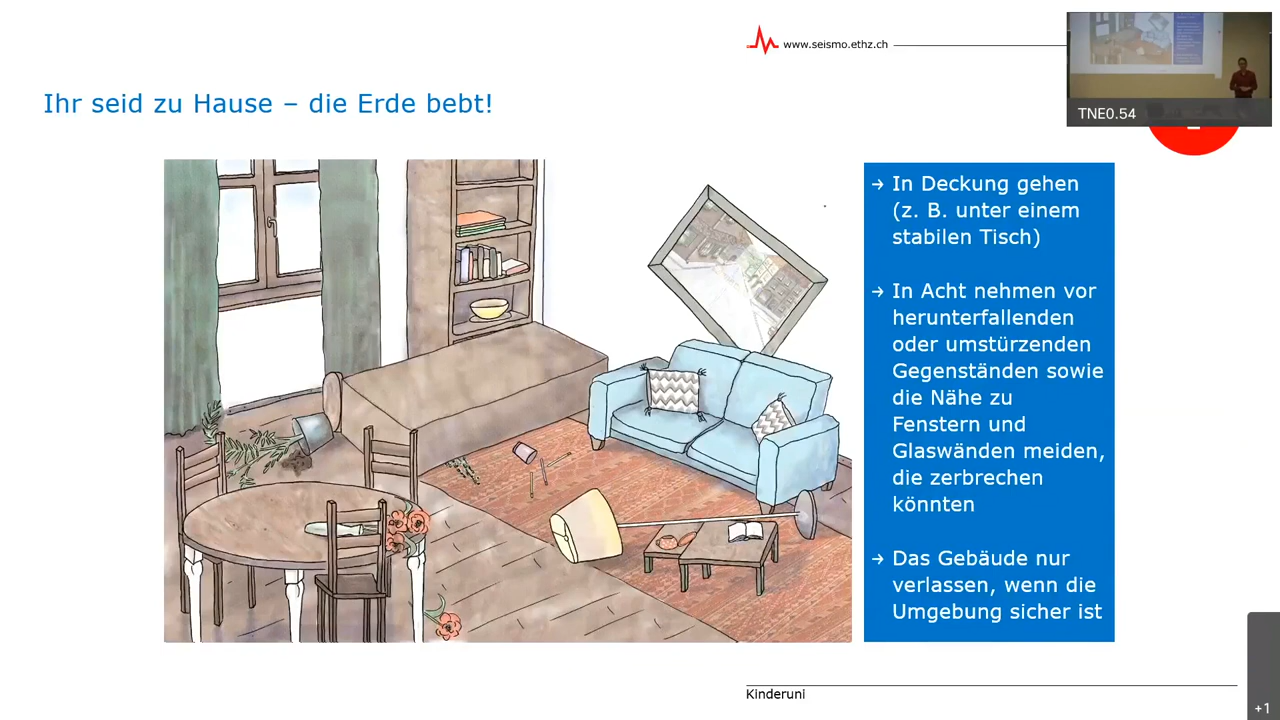 www.seismo.ethz.ch
TNE0.54
Ihr seid zu Hause – die Erde bebt!
→ In Deckung gehen
(z. B. unter einem
stabilen Tisch)
→ In Acht nehmen vor
herunterfallenden
oder umstürzenden
Gegenständen sowie
die Nähe zu
Fenstern und
Glaswänden meiden,
die zerbrechen
könnten
→ Das Gebäude nur
verlassen, wenn die
Umgebung sicher ist
Kinderuni
+1